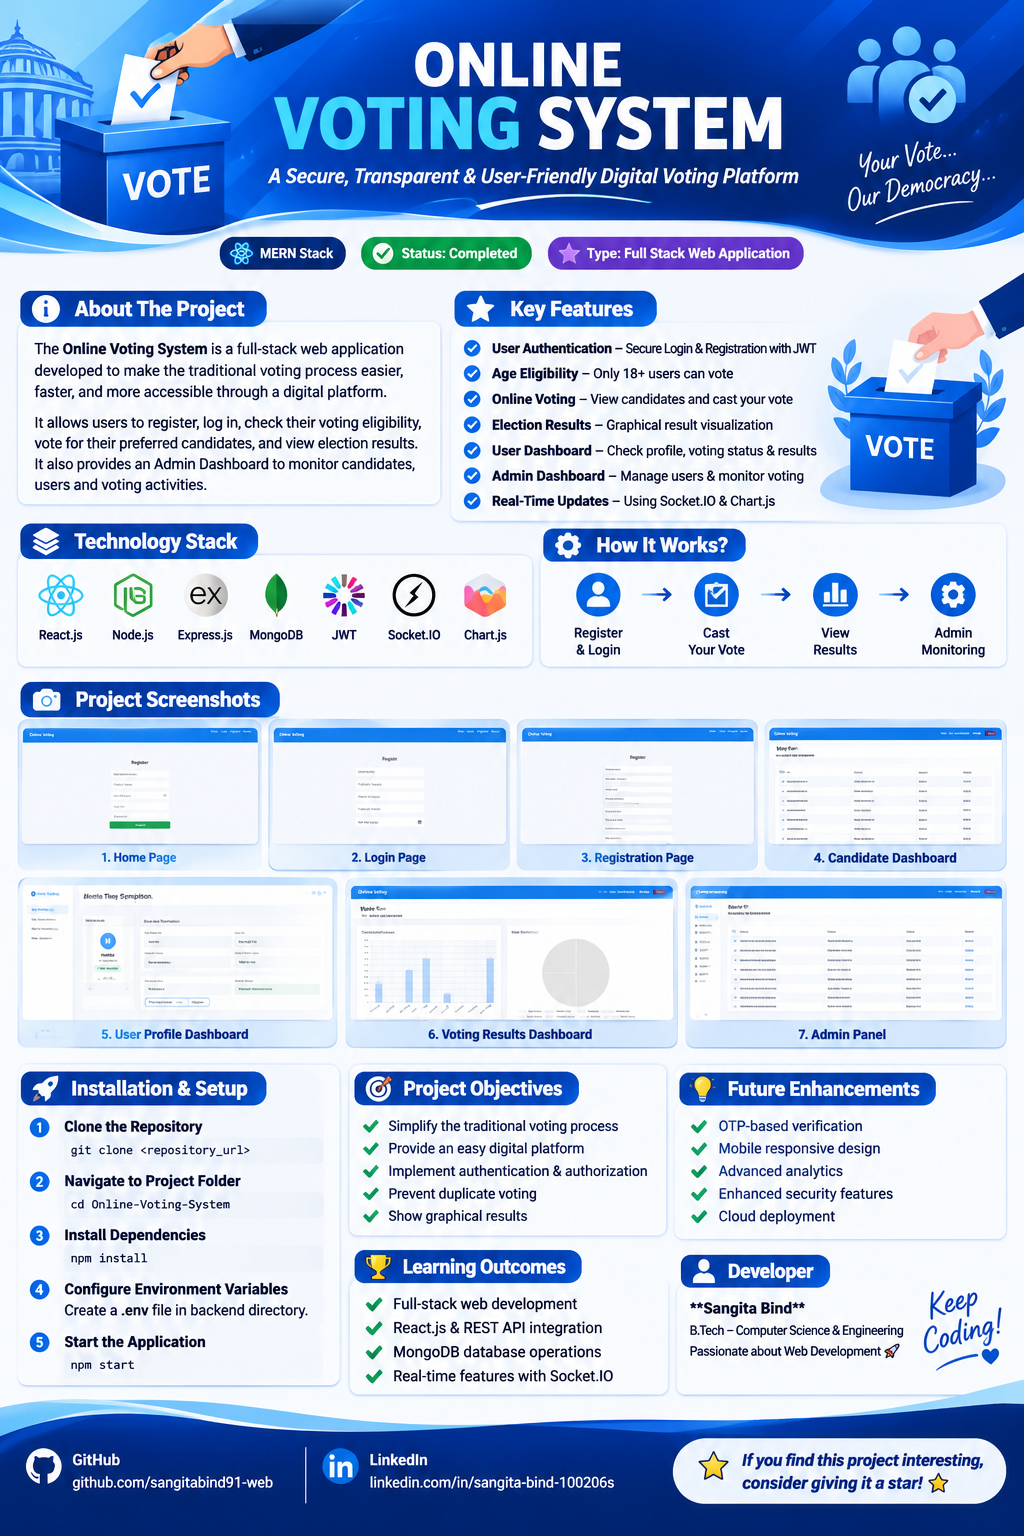 ONLINE
VOTING SYSTEM
A Secure, Transparent & User-Friendly Digital Voting Platform
VOTE
Your Vote...
Our Democracy...
MERN Stack
Status: Completed
Type: Full Stack Web Application
About The Project
The Online Voting System is a full-stack web application
developed to make the traditional voting process easier,
faster, and more accessible through a digital platform.
It allows users to register, log in, check their voting eligibility,
vote for their preferred candidates, and view election results.
It also provides an Admin Dashboard to monitor candidates,
users and voting activities.
Key Features
User Authentication – Secure Login & Registration with JWT
Age Eligibility – Only 18+ users can vote
Online Voting – View candidates and cast your vote
Election Results – Graphical result visualization
User Dashboard – Check profile, voting status & results
Admin Dashboard – Manage users & monitor voting
Real-Time Updates – Using Socket.IO & Chart.js
VOTE
Technology Stack
ex
React.js
Node.js
Express.js
MongoDB
JWT
Socket.IO
Chart.js
How It Works?
Register
& Login
Cast
Your Vote
View
Results
Admin
Monitoring
Project Screenshots
Online Voting
Register
1. Home Page
Online Voting
Register
2. Login Page
Online Voting
Register
3. Registration Page
Online Voting
4. Candidate Dashboard
5. User Profile Dashboard
Online Voting
6. Voting Results Dashboard
7. Admin Panel
Installation & Setup
1 Clone the Repository
git clone <repository_url>
2 Navigate to Project Folder
cd Online-Voting-System
3 Install Dependencies
npm install
4 Configure Environment Variables
Create a .env file in backend directory.
5 Start the Application
npm start
Project Objectives
Simplify the traditional voting process
Provide an easy digital platform
Implement authentication & authorization
Prevent duplicate voting
Show graphical results
Learning Outcomes
Full-stack web development
React.js & REST API integration
MongoDB database operations
Real-time features with Socket.IO
Future Enhancements
OTP-based verification
Mobile responsive design
Advanced analytics
Enhanced security features
Cloud deployment
Developer
**Sangita Bind**
B.Tech – Computer Science & Engineering
Passionate about Web Development
Keep
Coding!
GitHub
github.com/sangitabind91-web
in
LinkedIn
linkedin.com/in/sangita-bind-100206s
If you find this project interesting,
consider giving it a star!